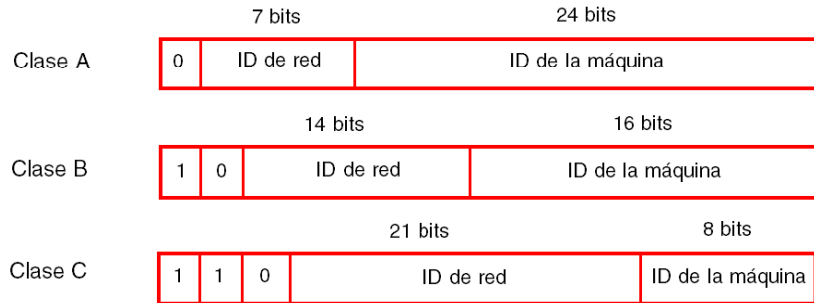 7 bits 24 bits
Clase A 0 ID de red ID de la máquina
14 bits 16 bits
Clase B 1 0 ID de red ID de la máquina
21 bits 8 bits
Clase C 1 1 0 ID de red ID de la máquina